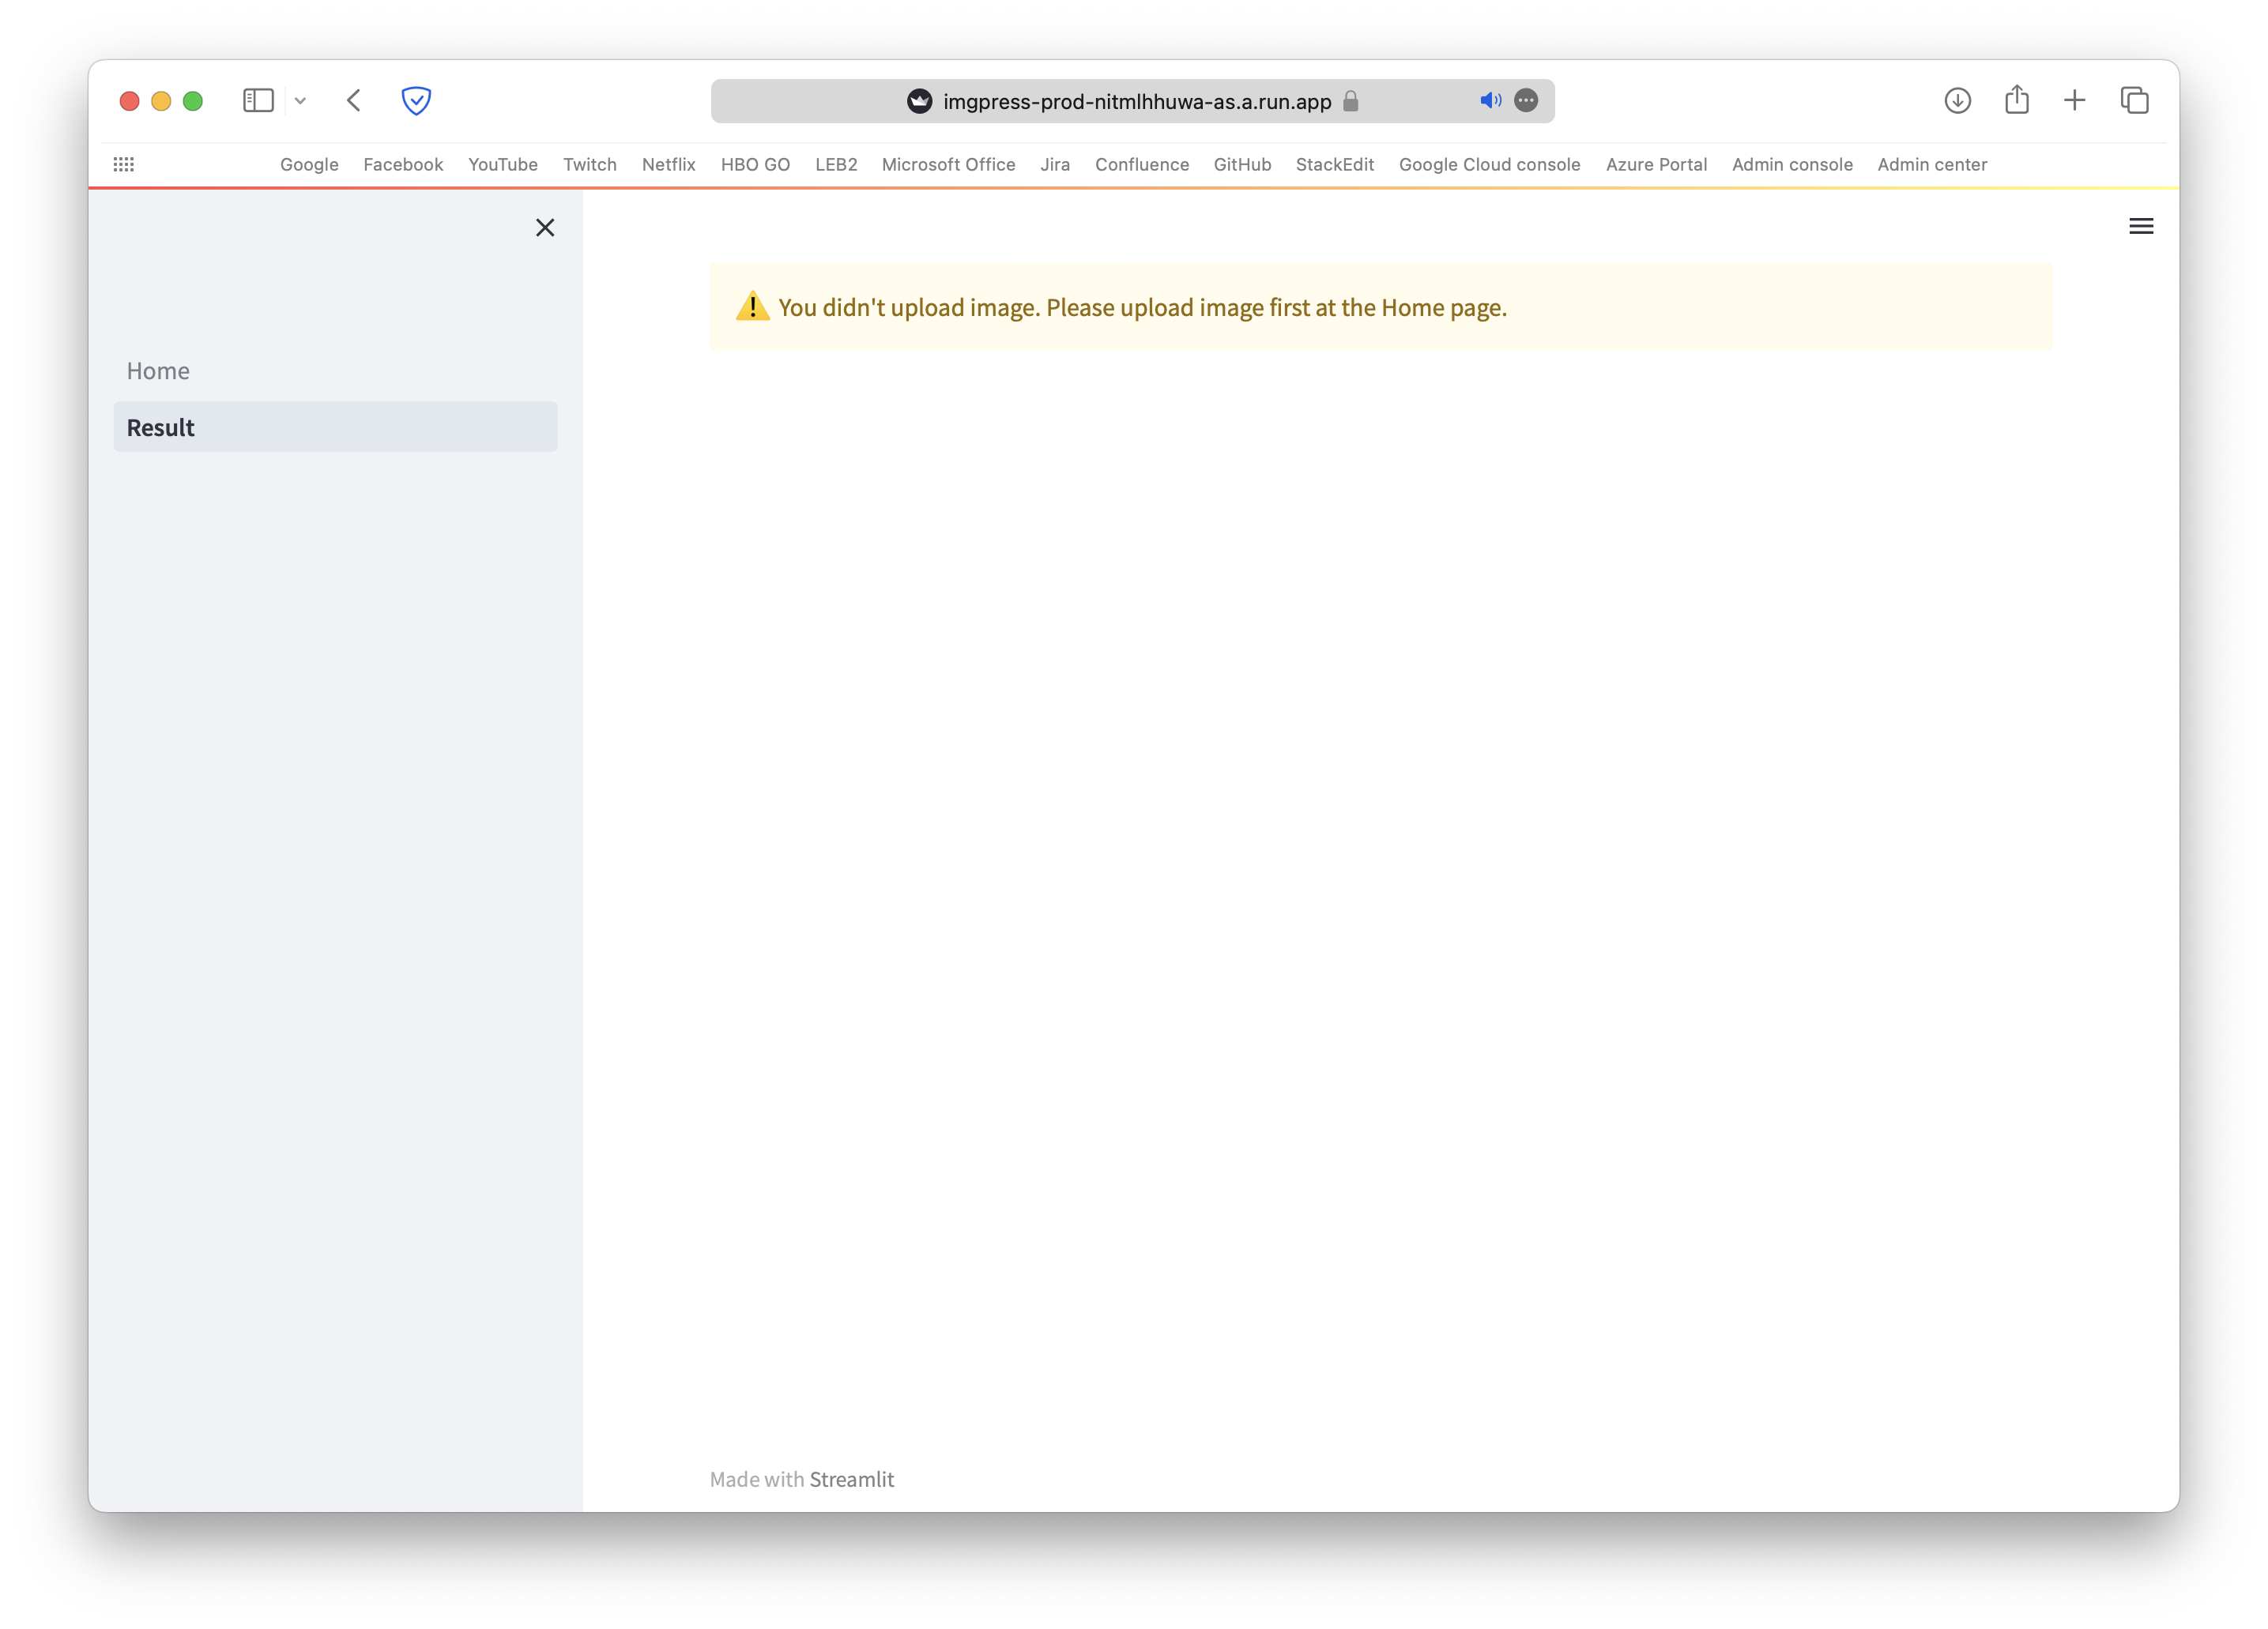 imgpress-prod-nitmlhhuwa-as.a.run.app
Google Facebook YouTube Twitch Netflix HBO GO LEB2 Microsoft Office Jira Confluence GitHub StackEdit Google Cloud console Azure Portal Admin console Admin center
You didn't upload image. Please upload image first at the Home page.
Home
Result
Made with Streamlit